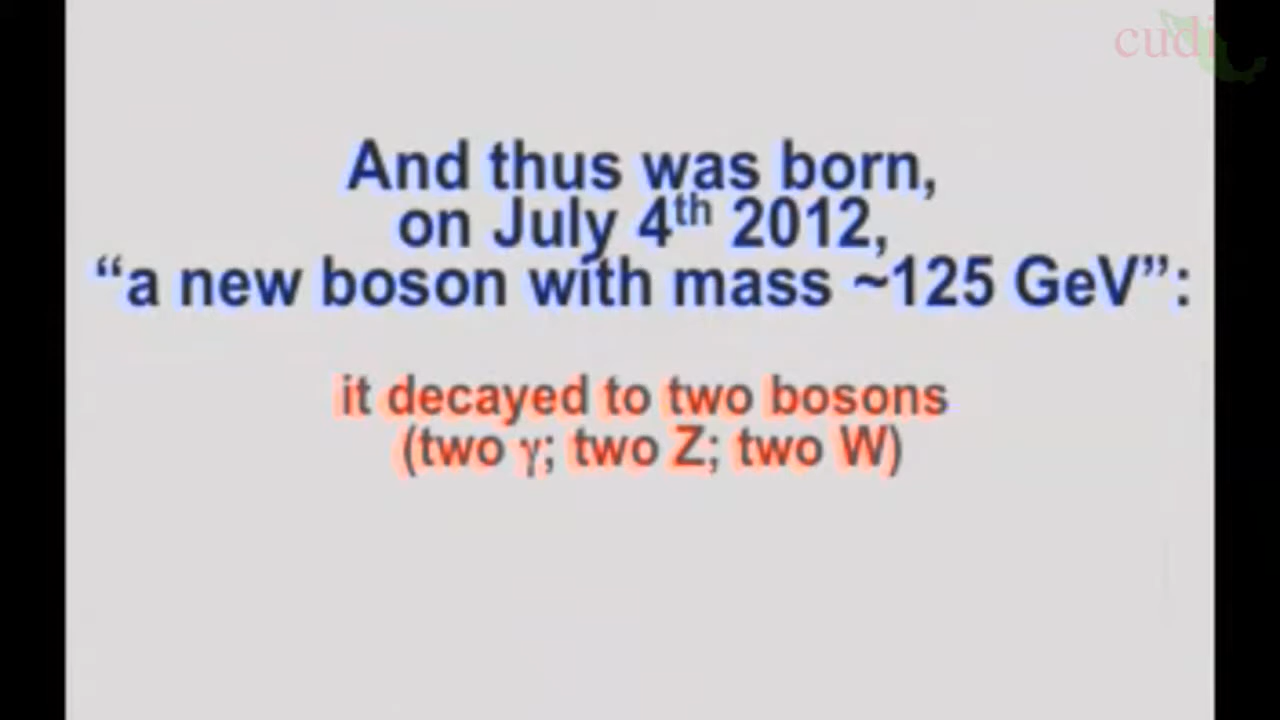 cudi
And thus was born,
on July 4th 2012,
“a new boson with mass ~125 GeV”:
it decayed to two bosons
(two γ; two Z; two W)